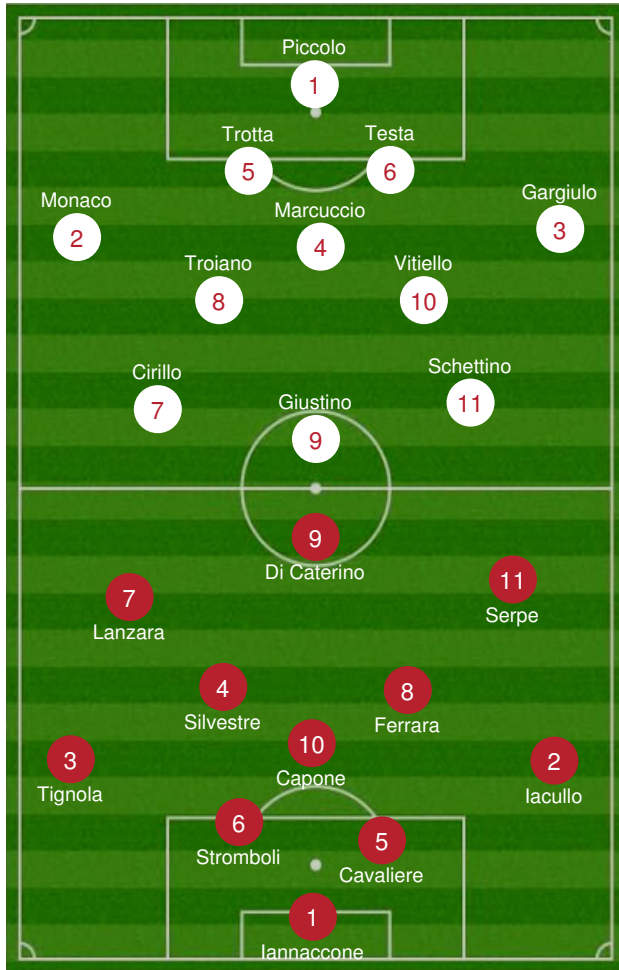 Piccolo
1
Trotta
5
Testa
6
Monaco
2
Marcuccio
4
Gargiulo
3
Troiano
8
Vitiello
10
Cirillo
7
Schettino
11
Giustino
9
9
Di Caterino
7
Lanzara
11
Serpe
4
Silvestre
8
Ferrara
10
Capone
3
Tignola
2
Iacullo
6
Stromboli
5
Cavaliere
1
Iannaccone